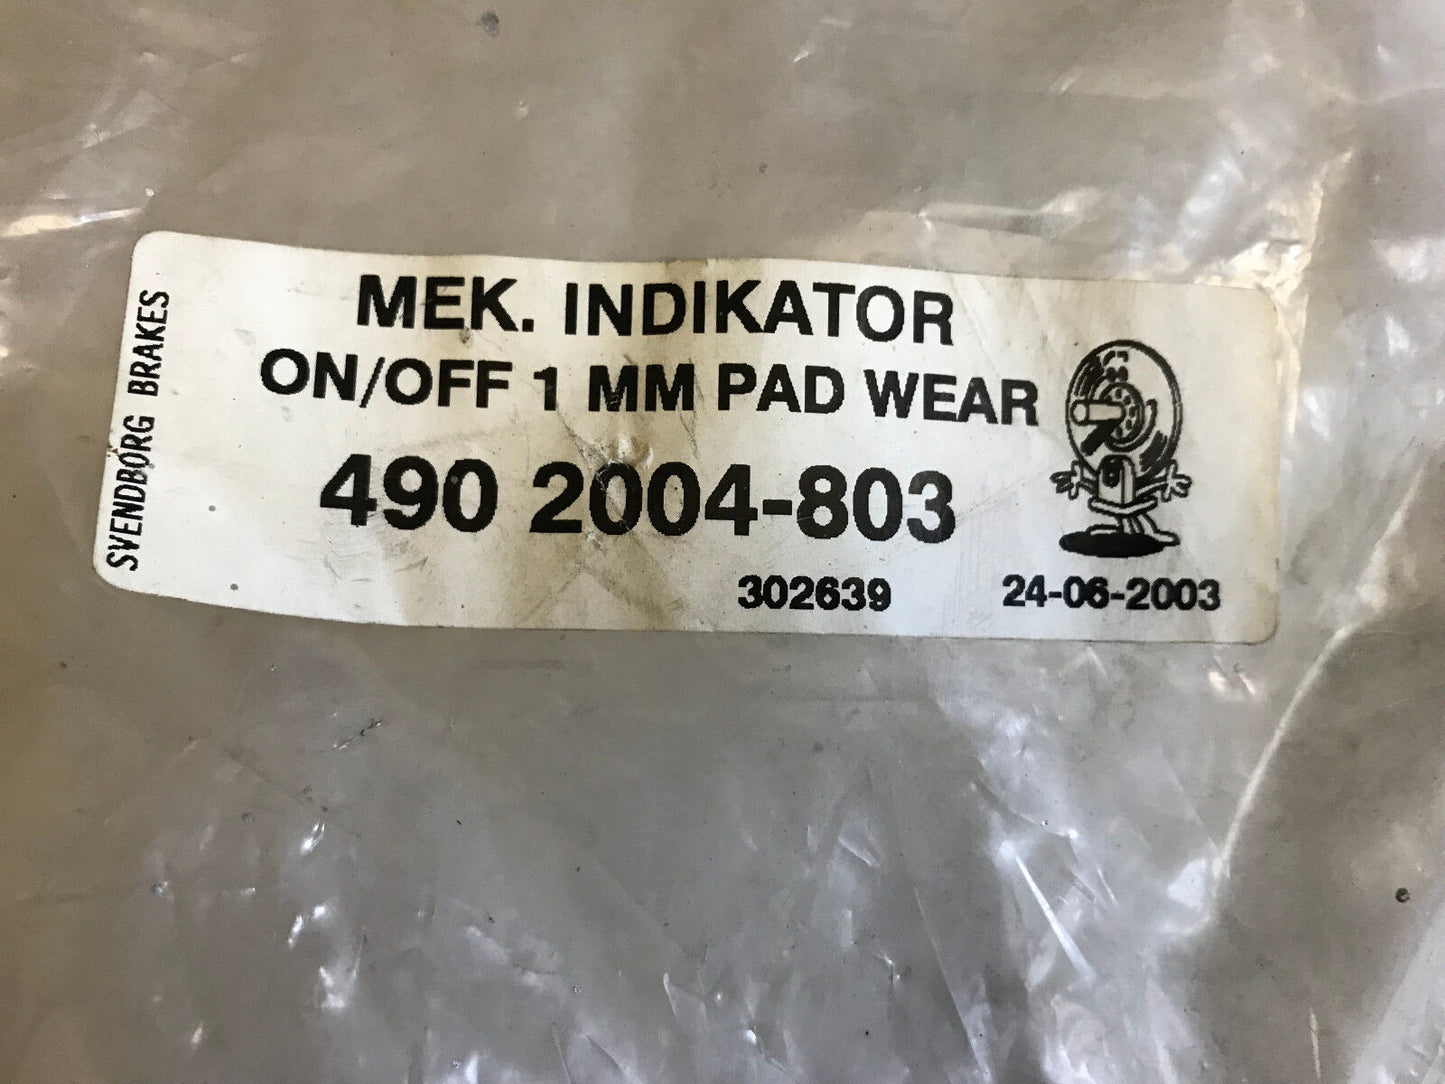 SVENDBORG BRAKES
MEK. INDIKATOR
ON/OFF 1 MM PAD WEAR
490 2004-803
302639 24-06-2003